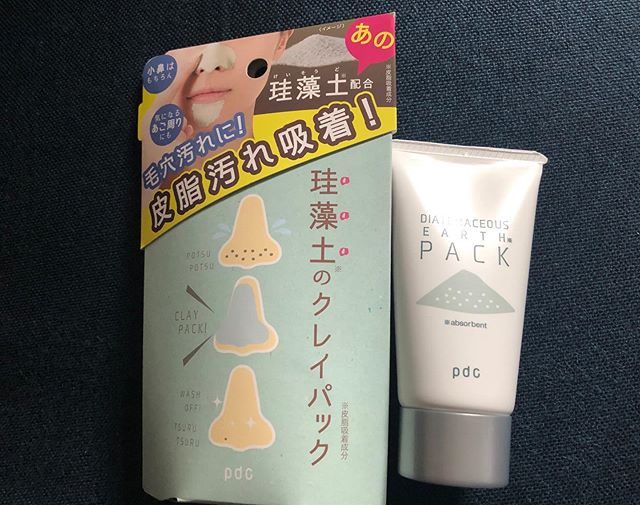 小鼻は
もちろん
気になる
あご周りにも
(イメージ)
あの
けいそうど
珪藻土※配合
※皮脂吸着成分
毛穴汚れに!
皮脂汚れ吸着!
珪藻土のクレイパック
※
※皮脂吸着成分
POTSU
POTSU
CLAY
PACK!
WASH
OFF!
TSURU
TSURU
pdc
DIATOMACEOUS
EARTH※
PACK
※absorbent
pdc